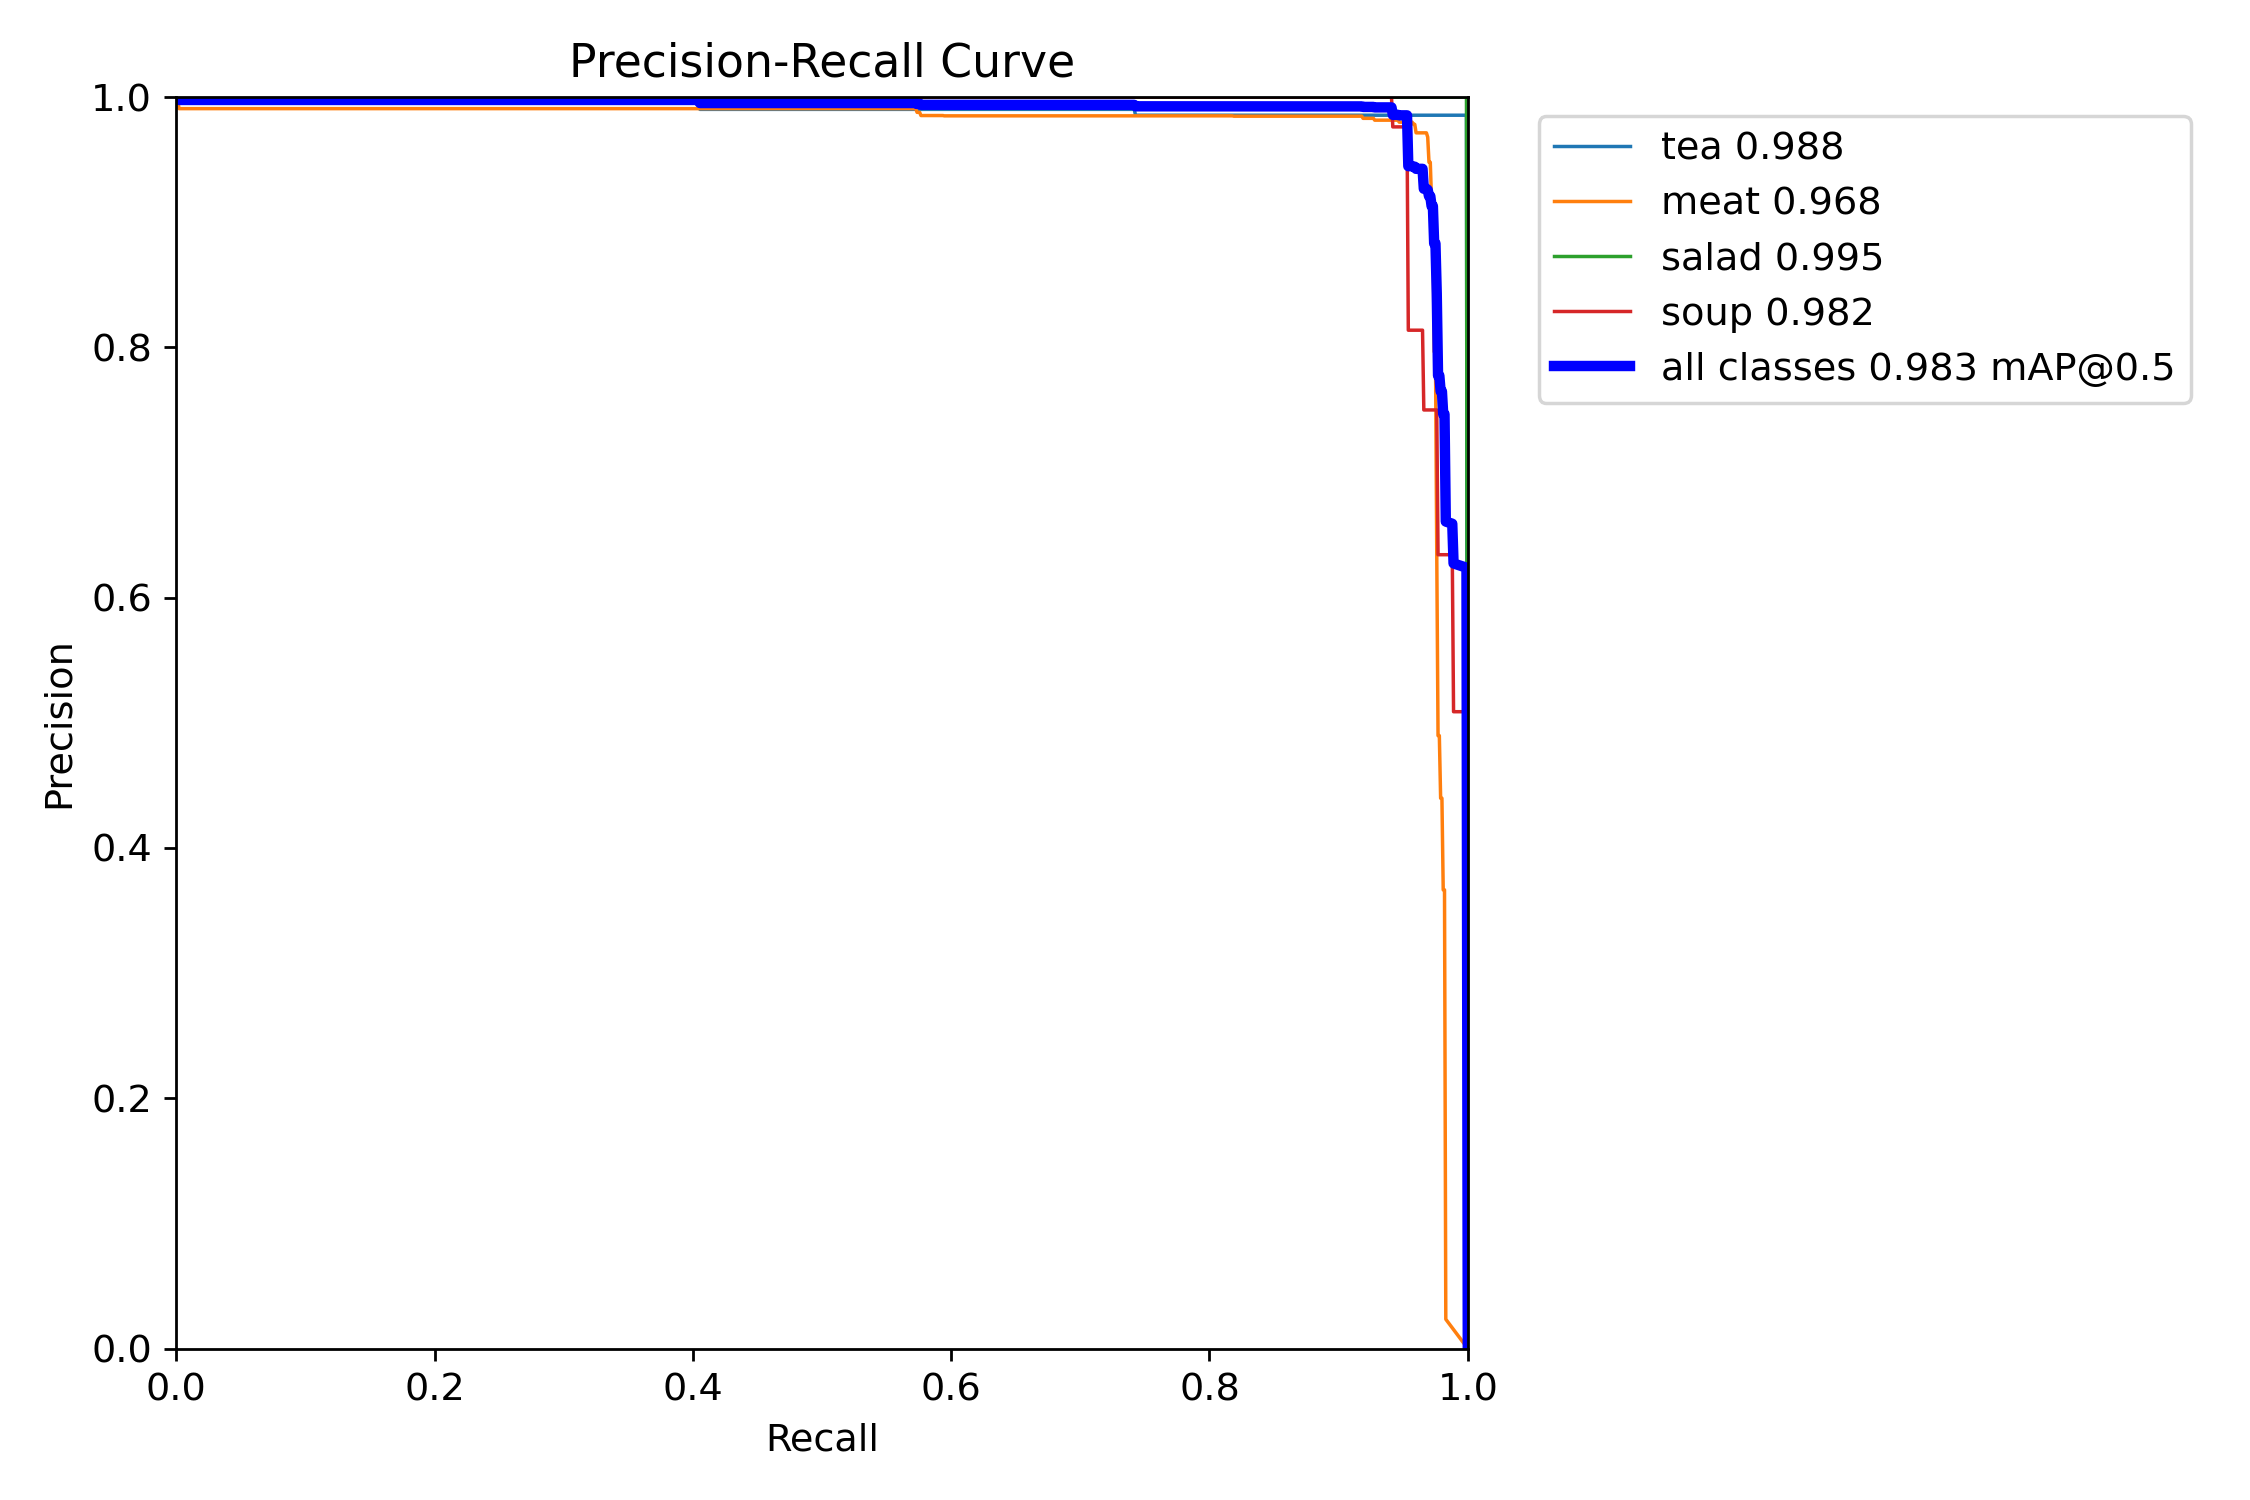 Precision-Recall Curve
1.0
0.8
0.6
0.4
0.2
0.0
Precision
0.0 0.2 0.4 0.6 0.8 1.0
Recall
tea 0.988
meat 0.968
salad 0.995
soup 0.982
all classes 0.983 mAP@0.5